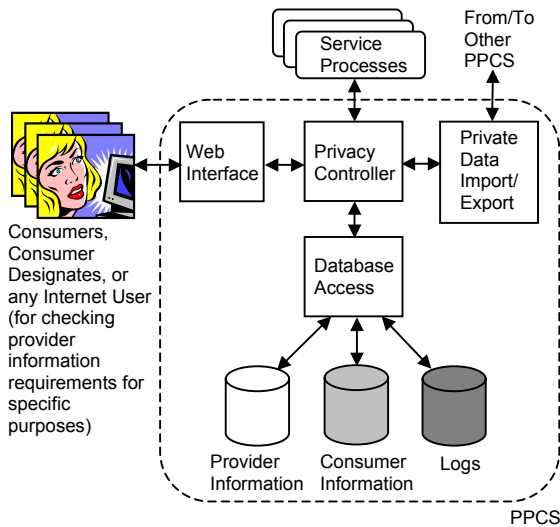 Service
Processes
From/To
Other
PPCS
Web
Interface
Privacy
Controller
Private
Data
Import/
Export
Consumers,
Consumer
Designates, or
any Internet User
(for checking
provider
information
requirements for
specific
purposes)
Database
Access
Provider
Information
Consumer
Information
Logs
PPCS